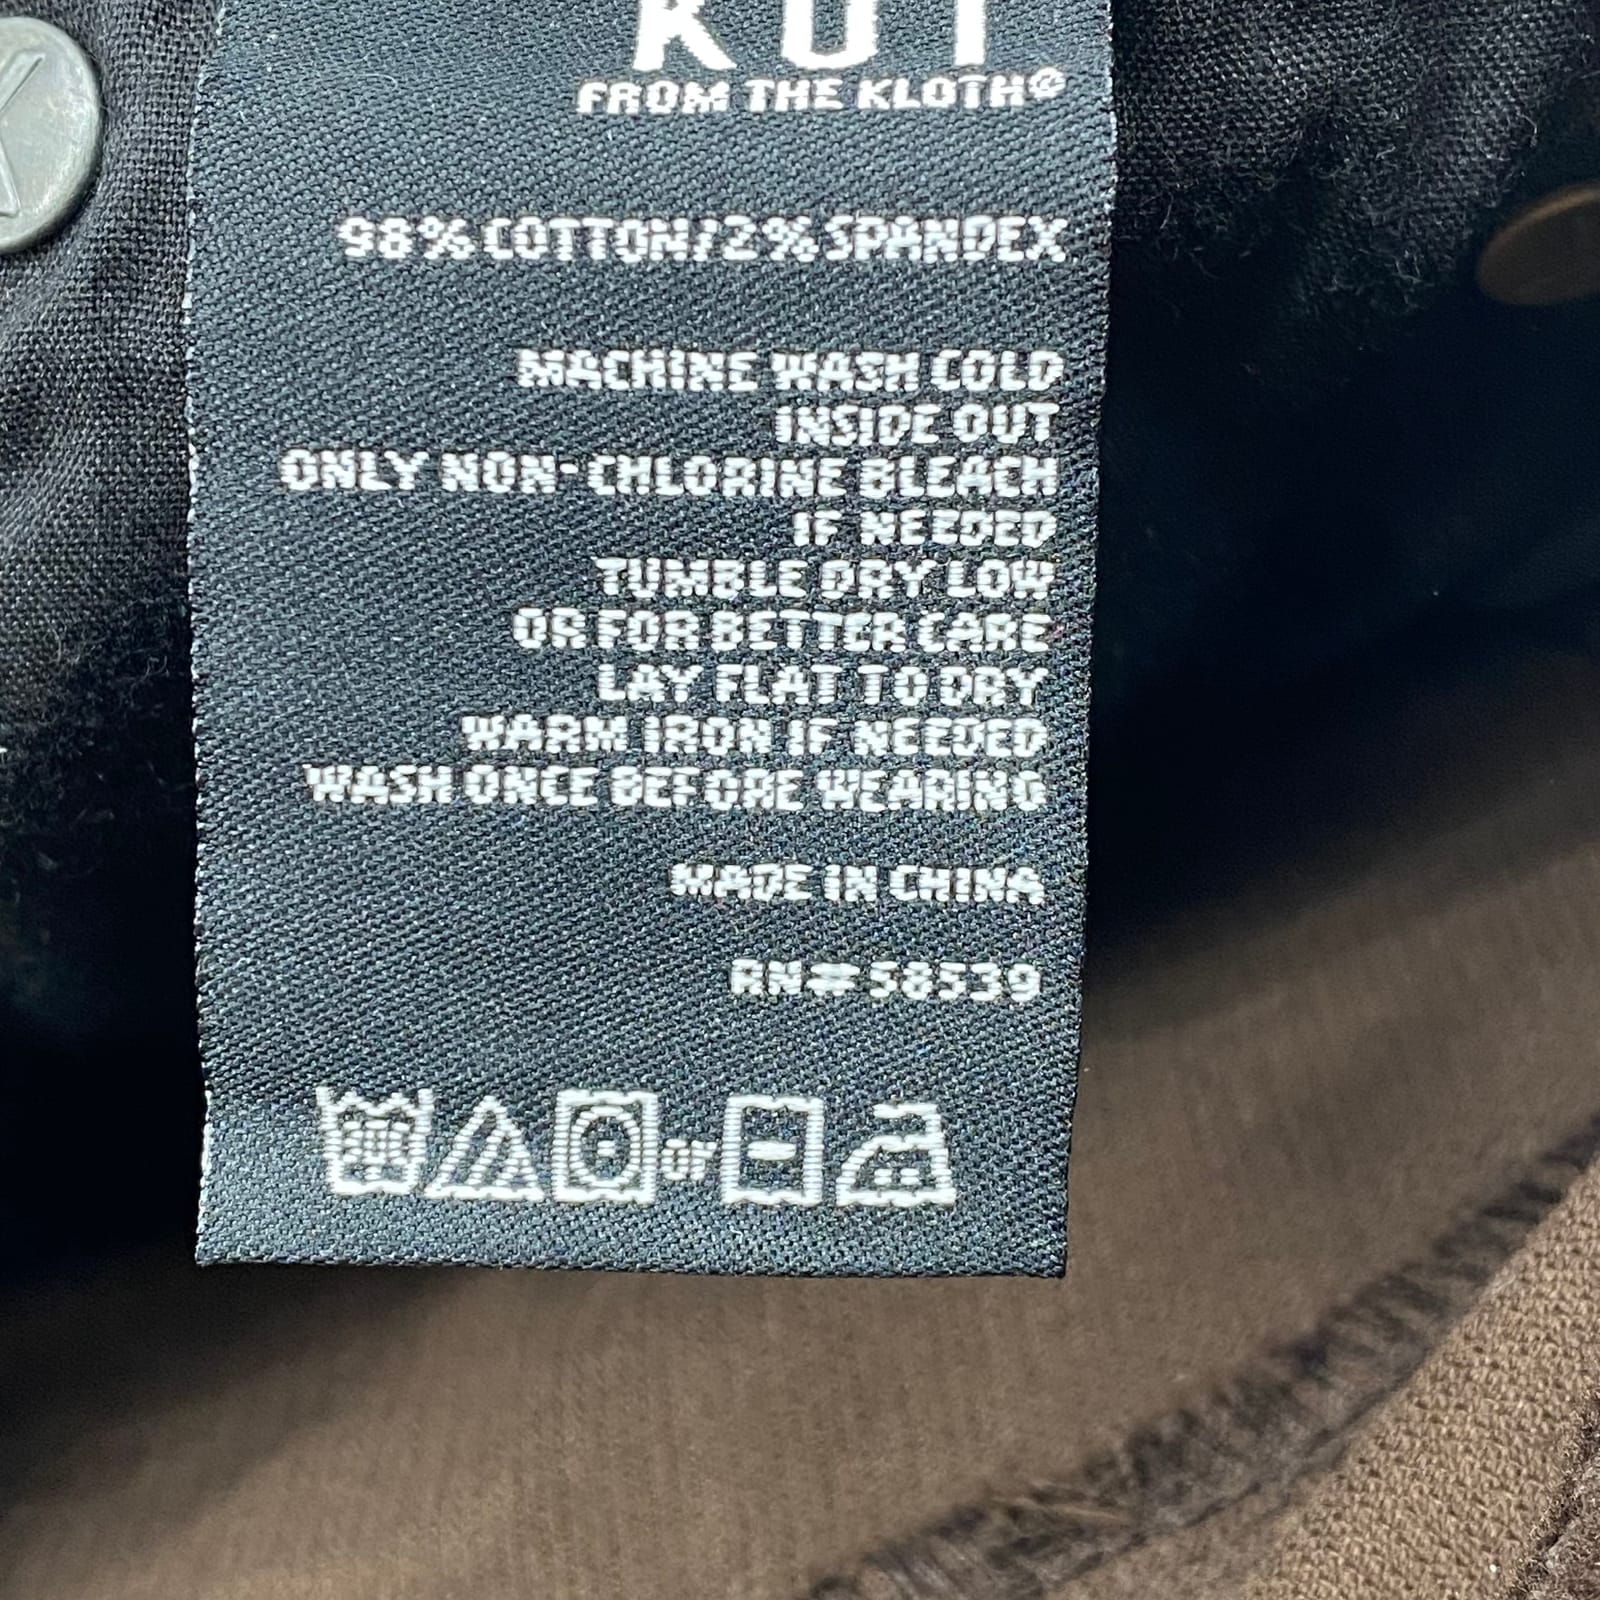 KUT
FROM THE KLOTH®
98% COTTON/2% SPANDEX
MACHINE WASH COLD
INSIDE OUT
ONLY NON-CHLORINE BLEACH
IF NEEDED
TUMBLE DRY LOW
OR FOR BETTER CARE
LAY FLAT TO DRY
WARM IRON IF NEEDED
WASH ONCE BEFORE WEARING
MADE IN CHINA
RN# 58539
or
K